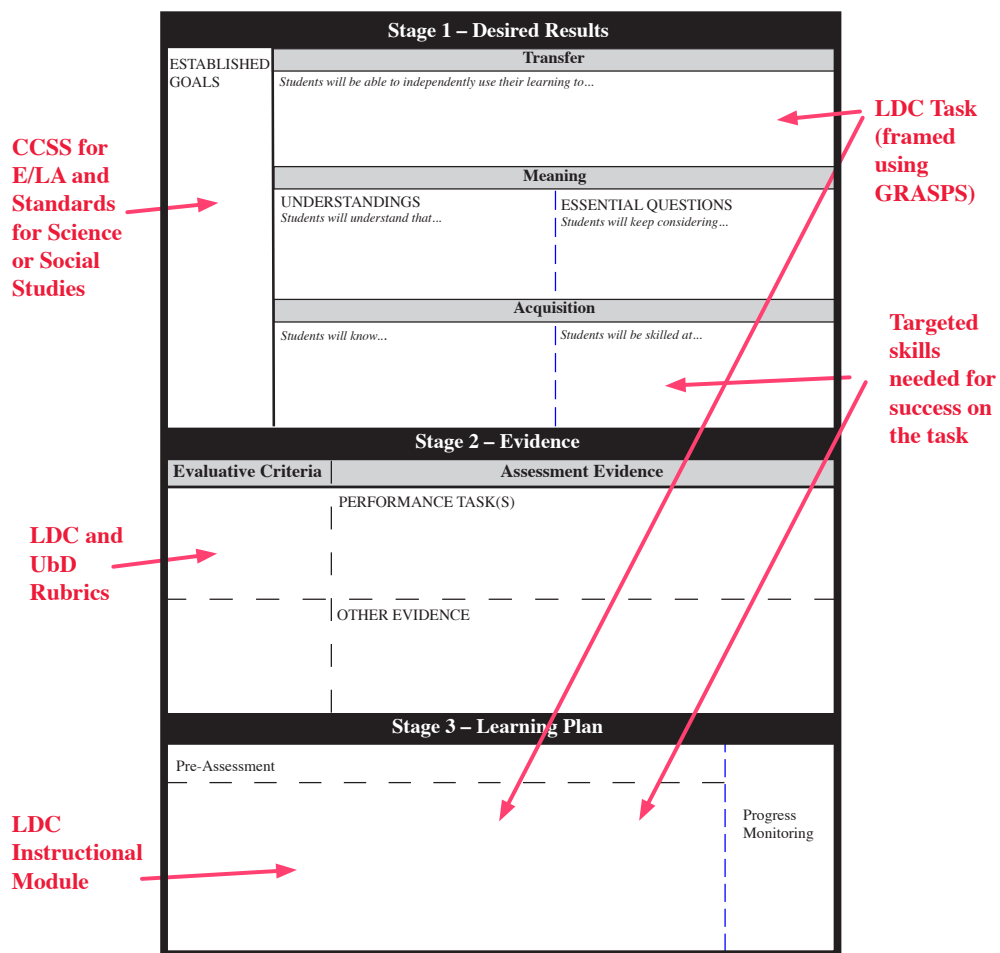 Stage 1 – Desired Results
ESTABLISHED
GOALS
Transfer
Students will be able to independently use their learning to…
Meaning
UNDERSTANDINGS
Students will understand that…
ESSENTIAL QUESTIONS
Students will keep considering…
Acquisition
Students will know...
Students will be skilled at…
Stage 2 – Evidence
Evaluative Criteria
Assessment Evidence
PERFORMANCE TASK(S)
OTHER EVIDENCE
Stage 3 – Learning Plan
Pre-Assessment
Progress
Monitoring
CCSS for
E/LA and
Standards
for Science
or Social
Studies
LDC and
UbD
Rubrics
LDC
Instructional
Module
LDC Task
(framed
using
GRASPS)
Targeted
skills
needed for
success on
the task